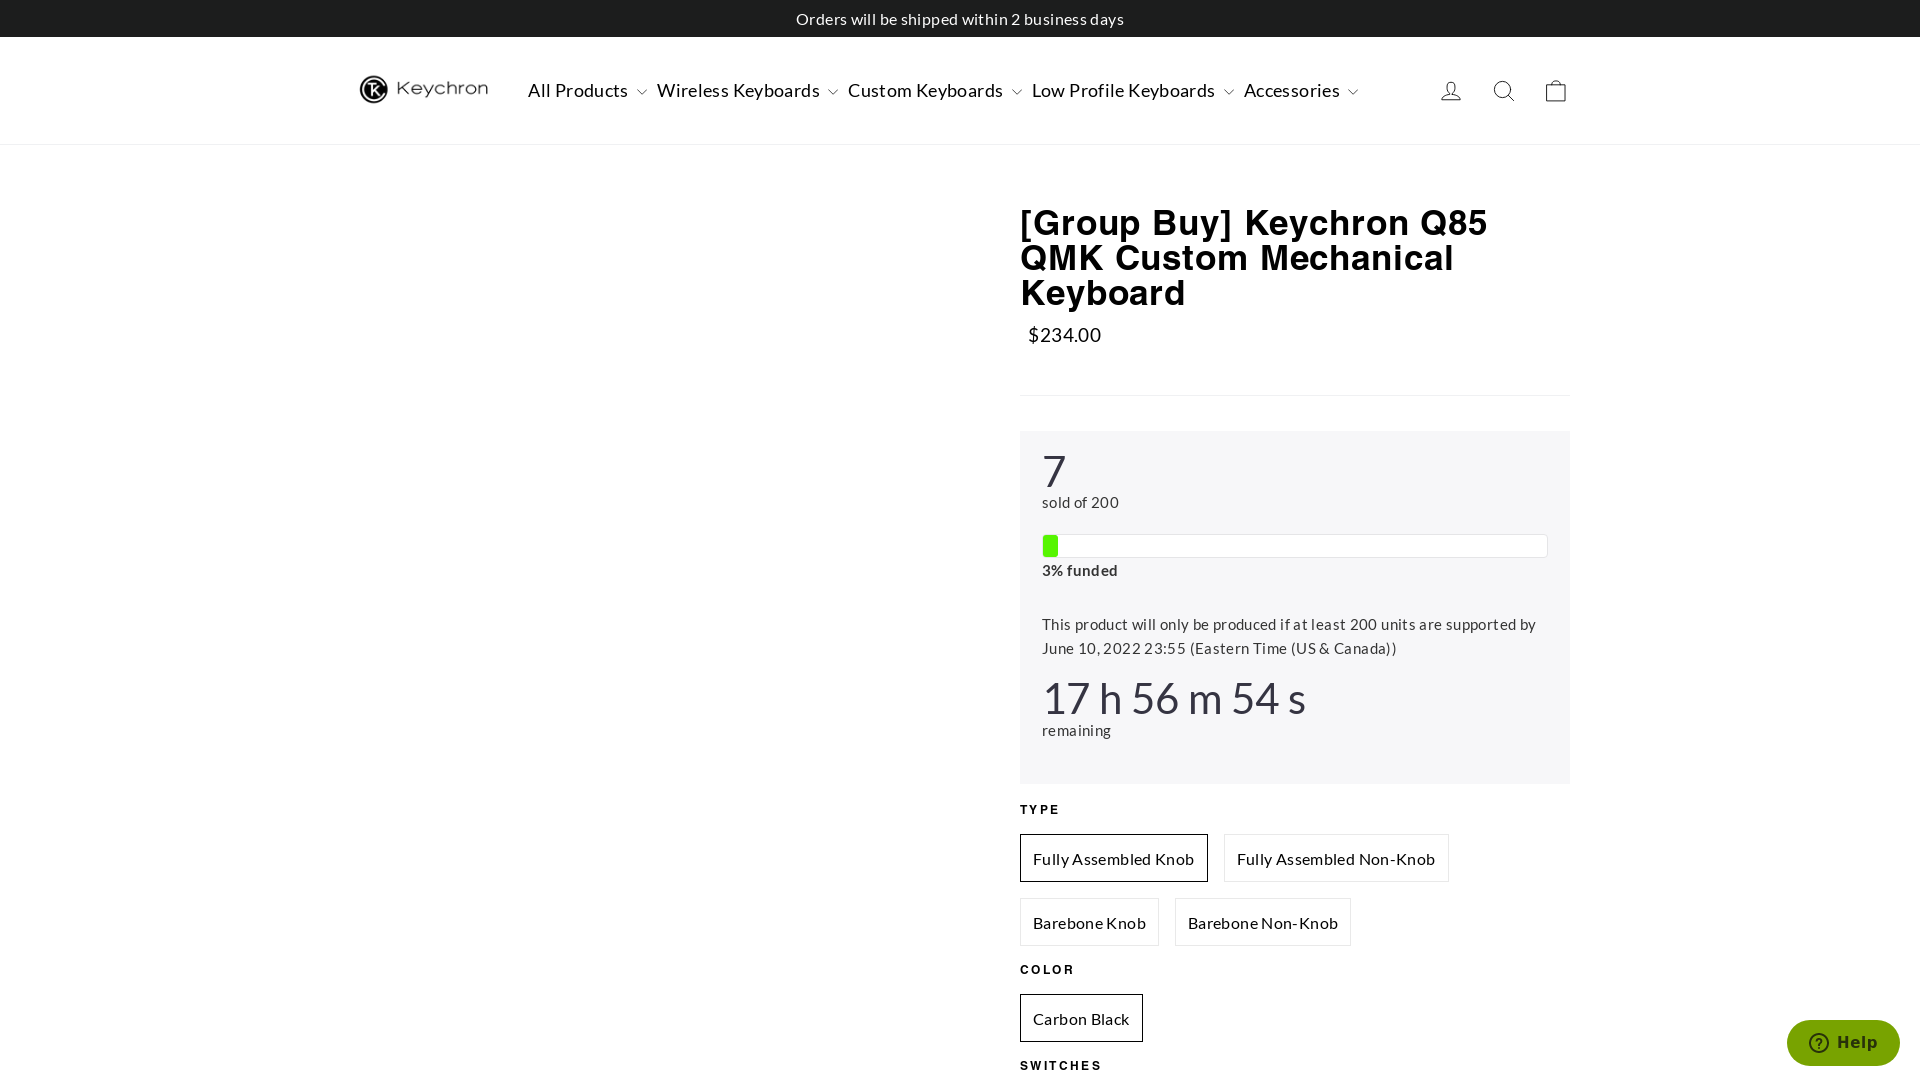 Orders will be shipped within 2 business days
Keychron
All Products
Wireless Keyboards
Custom Keyboards
Low Profile Keyboards
Accessories
[Group Buy] Keychron Q85
QMK Custom Mechanical
Keyboard
$234.00
7
sold of 200
3% funded
This product will only be produced if at least 200 units are supported by
June 10, 2022 23:55 (Eastern Time (US & Canada))
17 h 56 m 54 s
remaining
TYPE
Fully Assembled Knob
Fully Assembled Non-Knob
Barebone Knob
Barebone Non-Knob
COLOR
Carbon Black
SWITCHES
Help